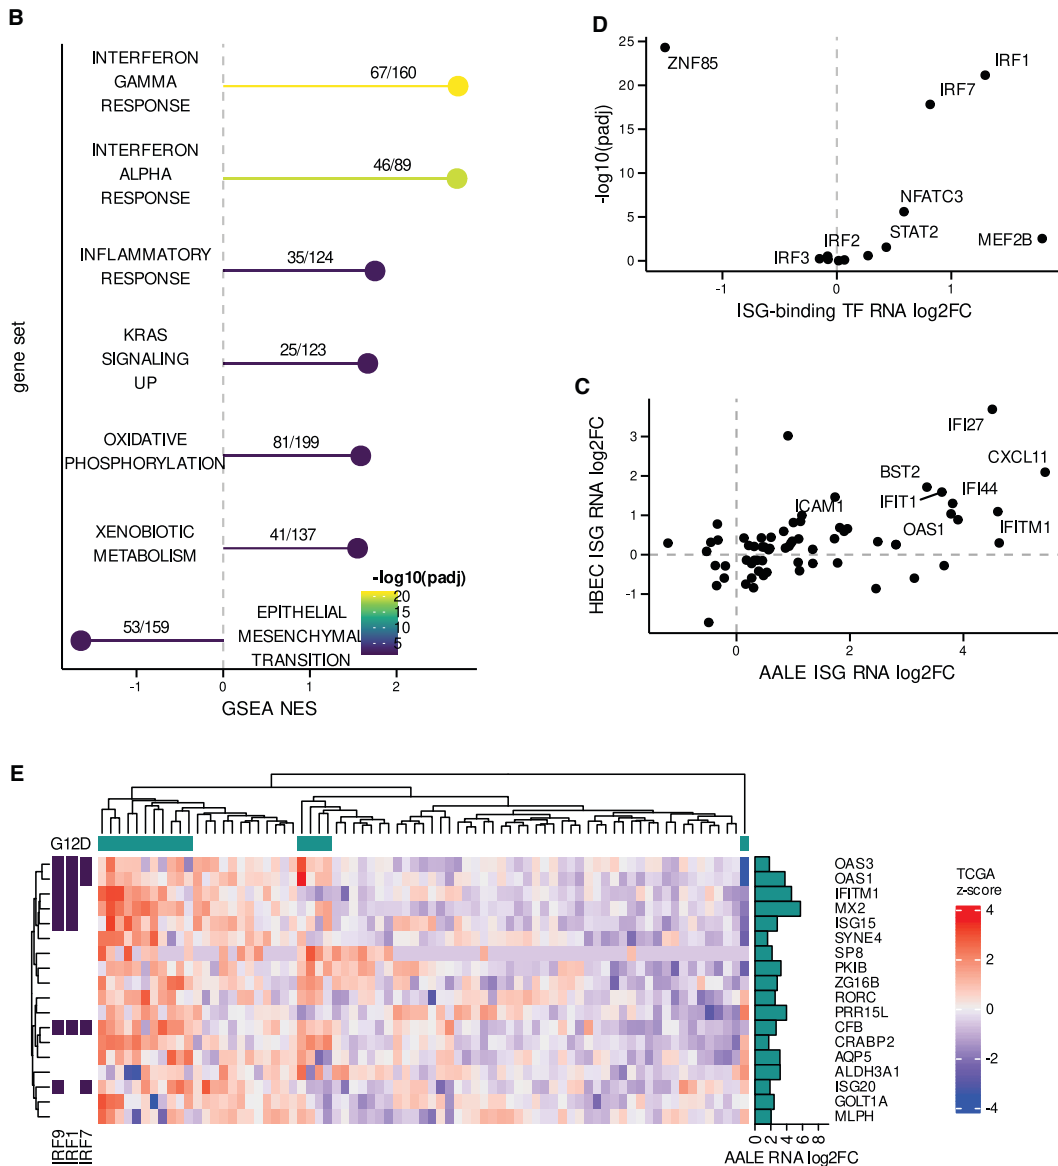 B
INTERFERON
GAMMA
RESPONSE
67/160
INTERFERON
ALPHA
RESPONSE
46/89
INFLAMMATORY
RESPONSE
35/124
KRAS
SIGNALING
UP
25/123
OXIDATIVE
PHOSPHORYLATION
81/199
XENOBIOTIC
METABOLISM
41/137
EPITHELIAL
MESENCHYMAL
TRANSITION
53/159
gene set
-log10(padj)
20
15
10
5
-1
0
1
2
GSEA NES
D
25
20
15
10
5
0
-log10(padj)
ZNF85
IRF1
IRF7
NFATC3
STAT2
MEF2B
IRF2
IRF3
-1
0
1
ISG-binding TF RNA log2FC
C
3
2
1
0
-1
HBEC ISG RNA log2FC
IFI27
CXCL11
BST2
IFIT1
IFI44
ICAM1
OAS1
IFITM1
0
2
4
AALE ISG RNA log2FC
E
G12D
OAS3
OAS1
IFITM1
MX2
ISG15
SYNE4
SP8
PKIB
ZG16B
RORC
PRR15L
CFB
CRABP2
AQP5
ALDH3A1
ISG20
GOLT1A
MLPH
IRF9
IRF1
IRF7
0
2
4
6
8
AALE RNA log2FC
TCGA
z-score
4
2
0
-2
-4